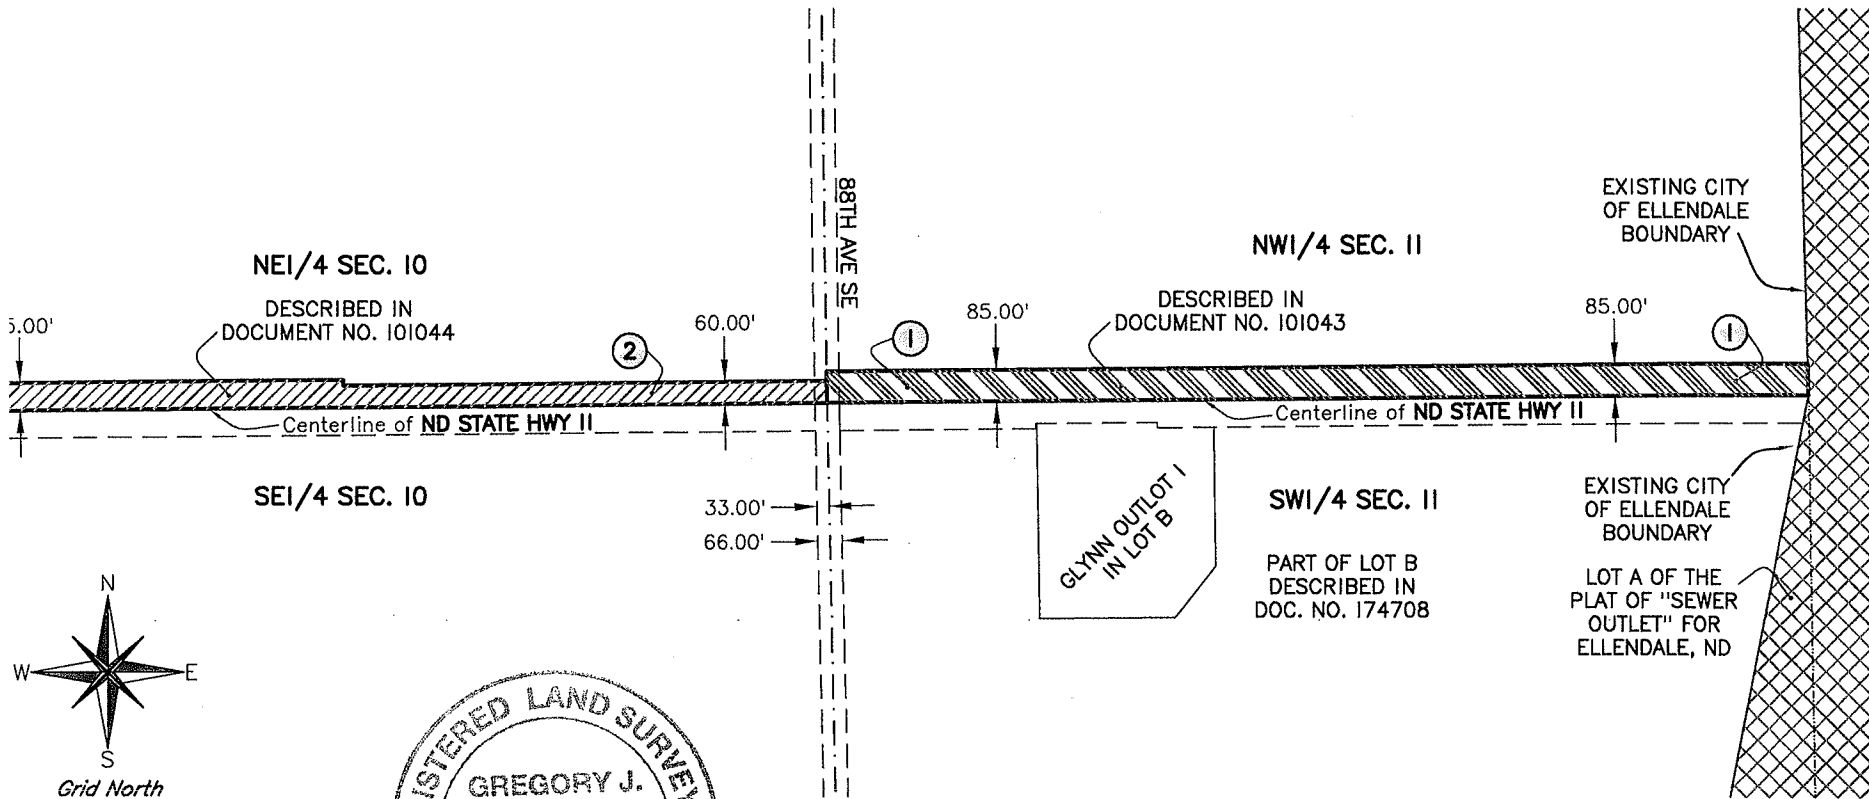 EXISTING CITY
OF ELLENDALE
BOUNDARY
88TH AVE SE
NE1/4 SEC. 10
NW1/4 SEC. 11
DESCRIBED IN
DOCUMENT NO. 101044
DESCRIBED IN
DOCUMENT NO. 101043
5.00'
60.00'
85.00'
85.00'
2
1
1
Centerline of ND STATE HWY 11
Centerline of ND STATE HWY 11
SE1/4 SEC. 10
33.00'
66.00'
GLYNN OUTLOT 1
IN LOT B
SW1/4 SEC. 11
PART OF LOT B
DESCRIBED IN
DOC. NO. 174708
EXISTING CITY
OF ELLENDALE
BOUNDARY
LOT A OF THE
PLAT OF "SEWER
OUTLET" FOR
ELLENDALE, ND
N
W
E
S
Grid North
ISTERED LAND SURVEY
GREGORY J.